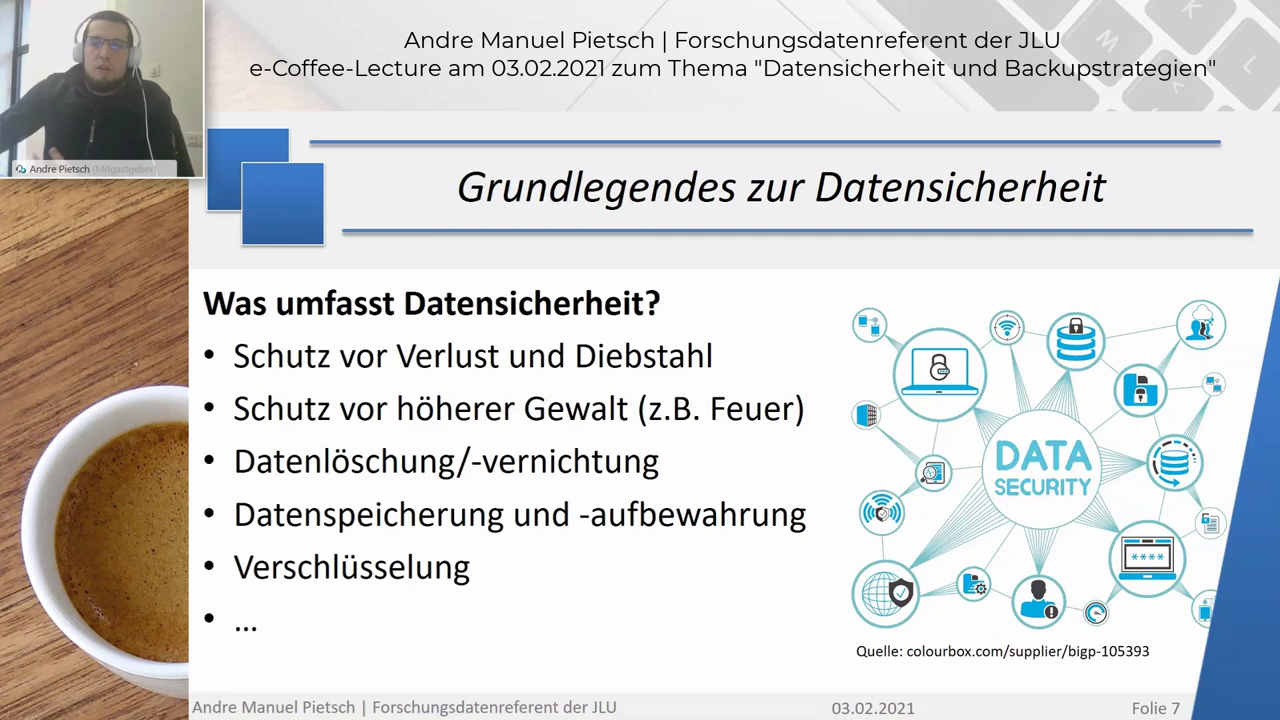 Andre Manuel Pietsch | Forschungsdatenreferent der JLU
e-Coffee-Lecture am 03.02.2021 zum Thema "Datensicherheit und Backupstrategien"
Andre Pietsch (Mitgastgeber)
Grundlegendes zur Datensicherheit
Was umfasst Datensicherheit?
• Schutz vor Verlust und Diebstahl
• Schutz vor höherer Gewalt (z.B. Feuer)
• Datenlöschung/-vernichtung
• Datenspeicherung und -aufbewahrung
• Verschlüsselung
• ...
DATA
SECURITY
****
Quelle: colourbox.com/supplier/bigp-105393
Andre Manuel Pietsch | Forschungsdatenreferent der JLU
03.02.2021
Folie 7